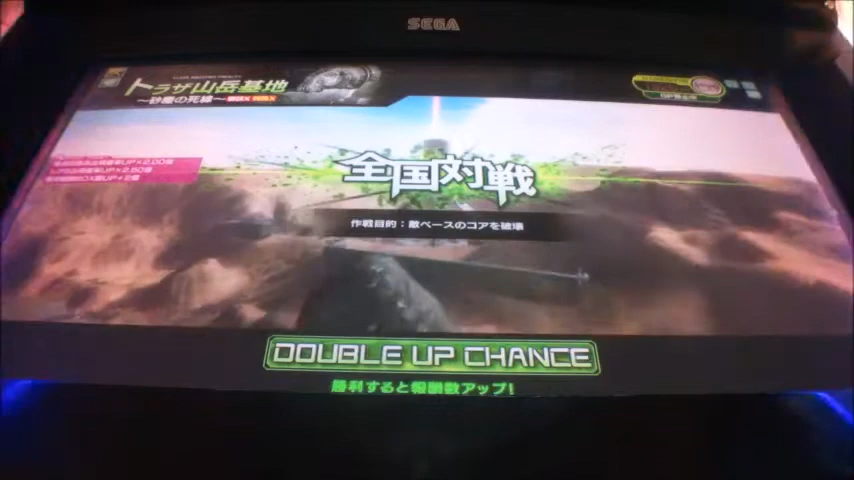 SEGA
トラザ山岳基地
～砂塵の死線～
全国対戦
作戦目的：敵ベースのコアを破壊
DOUBLE UP CHANCE
勝利すると報酬数アップ！